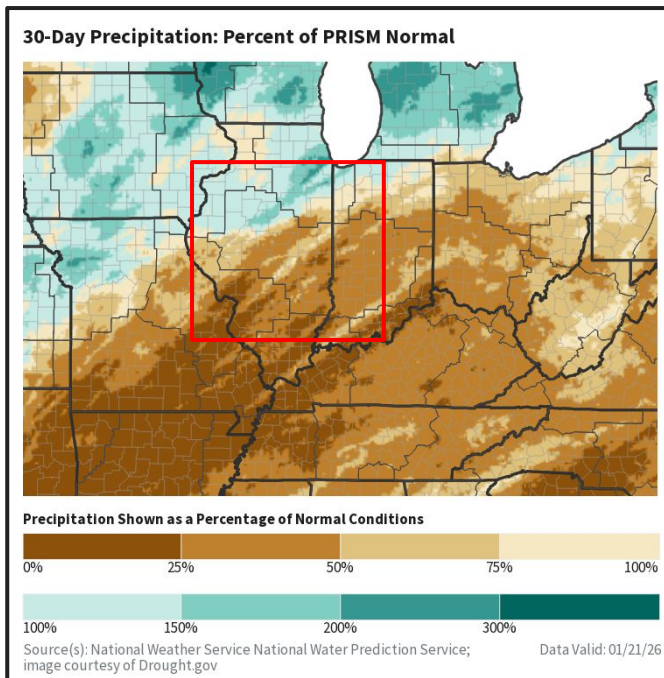 30-Day Precipitation: Percent of PRISM Normal
Precipitation Shown as a Percentage of Normal Conditions
0% 25% 50% 75% 100%
100% 150% 200% 300%
Source(s): National Weather Service National Water Prediction Service; Data Valid: 01/21/26
image courtesy of Drought.gov